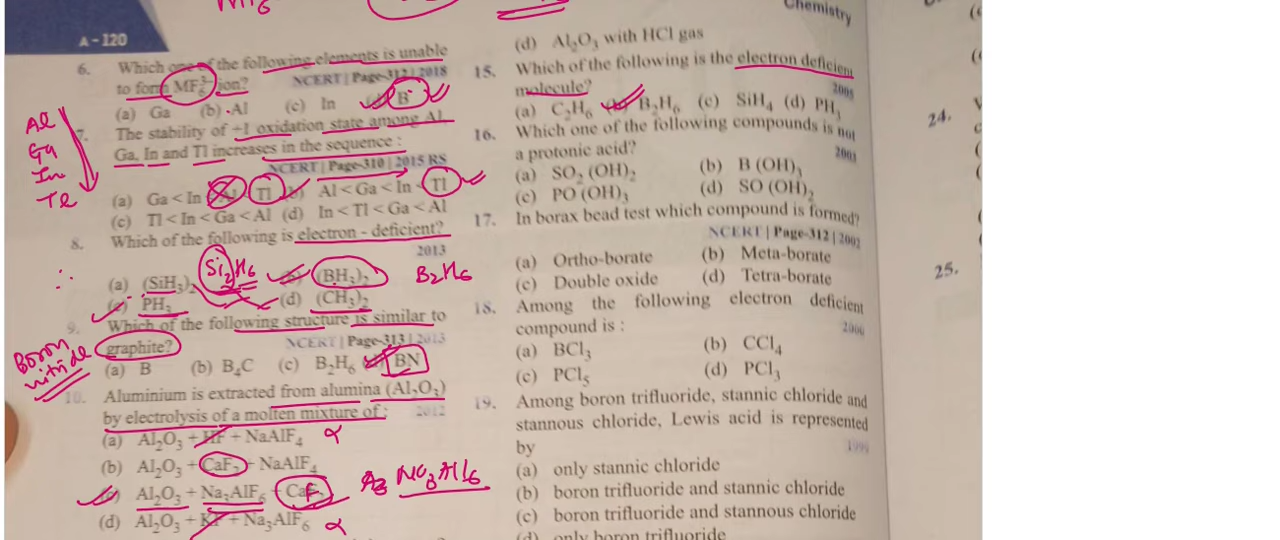 Chemistry
A-120
6. Which one of the following elements is unable
to form MF₆³⁻ ion? NCERT | Page-312 | 2018
(a) Ga (b) Al (c) In (d) B
7. The stability of +1 oxidation state among Al,
Ga, In and Tl increases in the sequence :
NCERT | Page-310 | 2015 RS
(a) Ga < In < Al < Tl (b) Al < Ga < In < Tl
(c) Tl < In < Ga < Al (d) In < Tl < Ga < Al
Al
Ga
In
Tl
8. Which of the following is electron - deficient?
2013
Si₂H₆
(a) (SiH₃)₂ (b) (BH₃)₂ B₂H₆
(c) PH₃ (d) (CH₃)₂
9. Which of the following structure is similar to
graphite? NCERT | Page-313 | 2013
(a) B (b) B₄C (c) B₂H₆ (d) BN
Boron
nitride
10. Aluminium is extracted from alumina (Al₂O₃)
by electrolysis of a molten mixture of : 2012
(a) Al₂O₃ + HF + NaAlF₄
(b) Al₂O₃ + CaF₂ + NaAlF₄
(c) Al₂O₃ + Na₃AlF₆ + CaF₂
(d) Al₂O₃ + KF + Na₃AlF₆
(d) Al₂O₃ with HCl gas
15. Which of the following is the electron deficient
molecule? 2005
(a) C₂H₆ (b) B₂H₆ (c) SiH₄ (d) PH₃
16. Which one of the following compounds is not
a protonic acid? 2003
(a) SO₂ (OH)₂ (b) B (OH)₃
(c) PO (OH)₃ (d) SO (OH)₂
17. In borax bead test which compound is formed?
NCERT | Page-312 | 2002
(a) Ortho-borate (b) Meta-borate
(c) Double oxide (d) Tetra-borate
18. Among the following electron deficient
compound is : 2000
(a) BCl₃ (b) CCl₄
(c) PCl₅ (d) PCl₃
19. Among boron trifluoride, stannic chloride and
stannous chloride, Lewis acid is represented
by 1999
(a) only stannic chloride
(b) boron trifluoride and stannic chloride
(c) boron trifluoride and stannous chloride
(d) only boron trifluoride
24.
25.